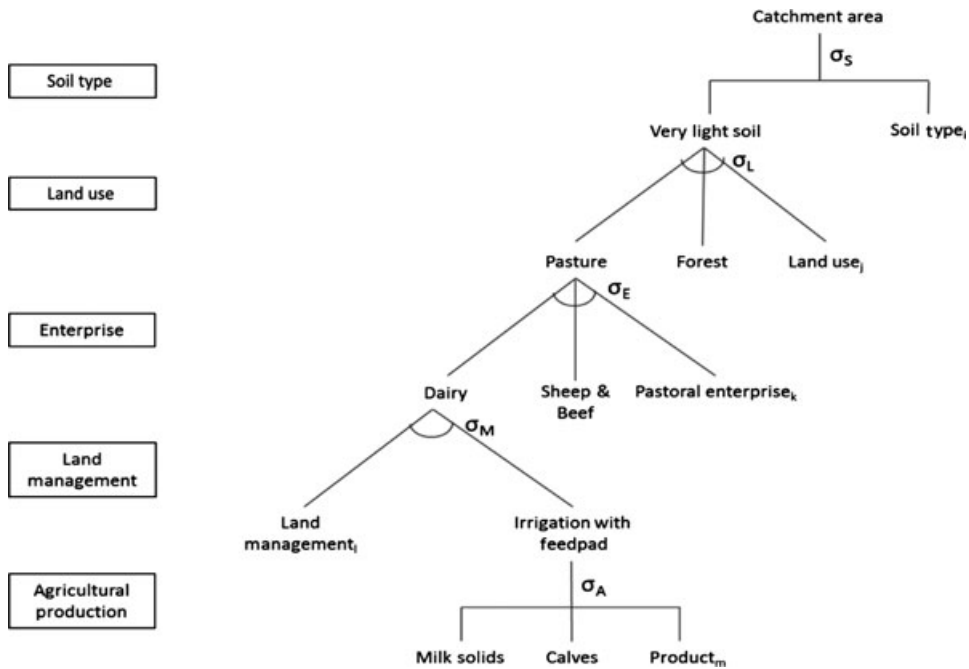 Catchment area
σS
Soil type
Very light soil
Soil typeᵢ
σL
Land use
Pasture
Forest
Land useⱼ
σE
Enterprise
Dairy
Sheep &
Beef
Pastoral enterpriseₖ
σM
Land
management
Land
managementₗ
Irrigation with
feedpad
σA
Agricultural
production
Milk solids
Calves
Productₘ